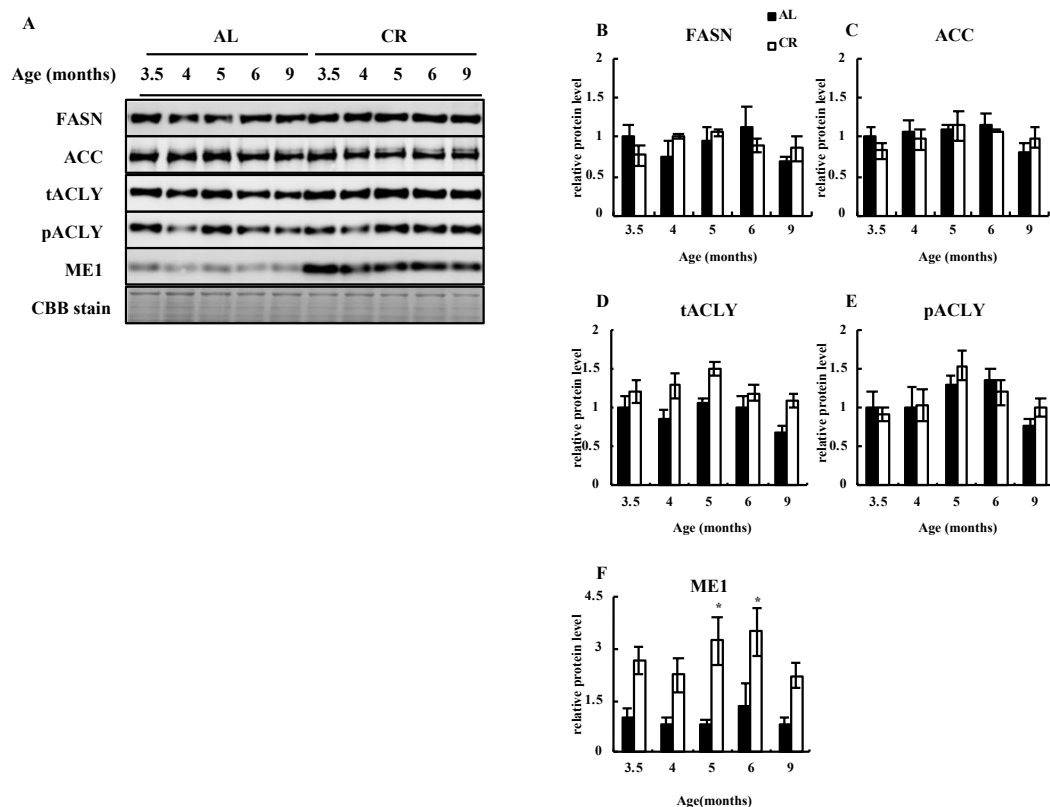 A
AL CR
Age (months) 3.5 4 5 6 9 3.5 4 5 6 9
FASN
ACC
tACLY
pACLY
ME1
CBB stain
AL
CR
B
FASN
relative protein level
2
1.5
1
0.5
0
3.5 4 5 6 9
Age (months)
C
ACC
relative protein level
2
1.5
1
0.5
0
3.5 4 5 6 9
Age (months)
D
tACLY
relative protein level
2
1.5
1
0.5
0
3.5 4 5 6 9
Age (months)
E
pACLY
relative protein level
2
1.5
1
0.5
0
3.5 4 5 6 9
Age (months)
F
ME1
relative protein level
4.5
3
1.5
0
* *
3.5 4 5 6 9
Age(months)